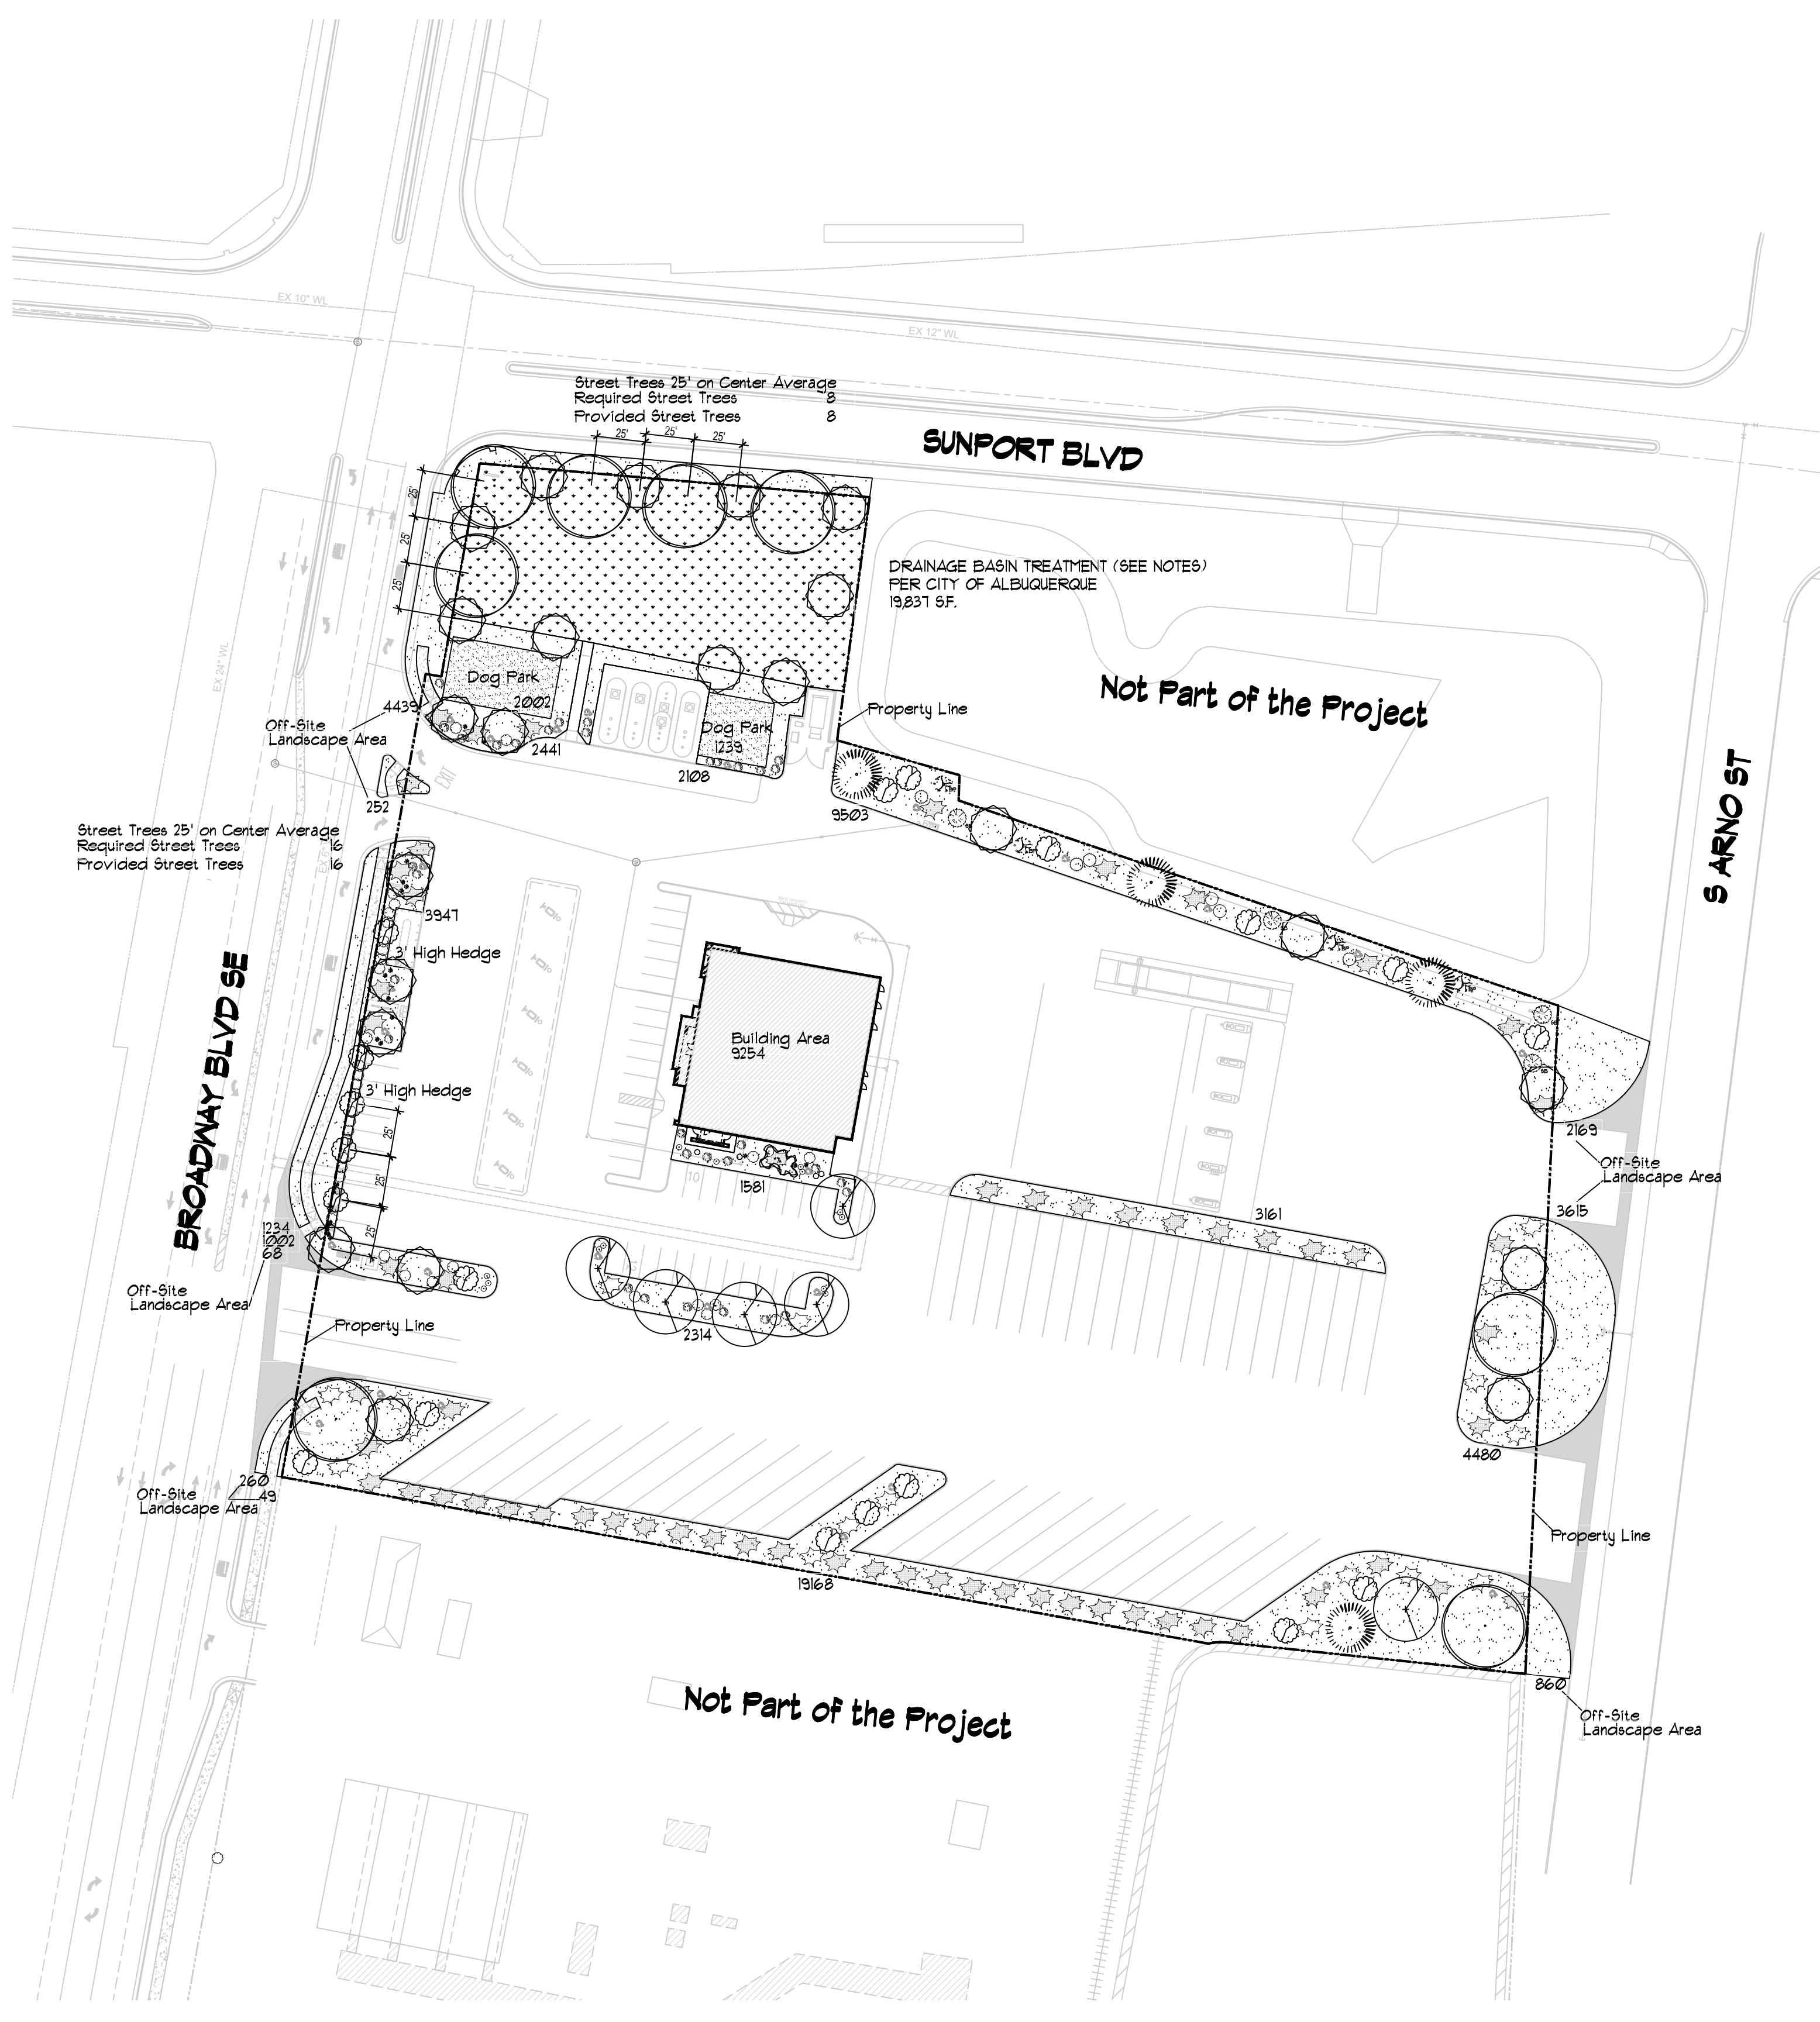 EX 10" WL
EX 12" WL
Street Trees 25' on Center Average
Required Street Trees 8
Provided Street Trees 8
25'
25'
25'
SUNPORT BLVD
25'
25'
25'
DRAINAGE BASIN TREATMENT (SEE NOTES)
PER CITY OF ALBUQUERQUE
19,837 S.F.
EX 24" WL
Dog Park
2002
Not Part of the Project
4439
Property Line
Off-Site
Landscape Area
Dog Park
1239
2441
2108
EXIT
252
9503
S ARNO ST
Street Trees 25' on Center Average
Required Street Trees 16
Provided Street Trees 16
3947
3' High Hedge
BROADWAY BLVD SE
Building Area
9254
3' High Hedge
25'
25'
25'
2169
Off-Site
Landscape Area
10
1581
3615
3161
1234
1002
68
Off-Site
Landscape Area
Property Line
2314
4480
260
49
Off-Site
Landscape Area
Property Line
19168
860
Off-Site
Landscape Area
Not Part of the Project